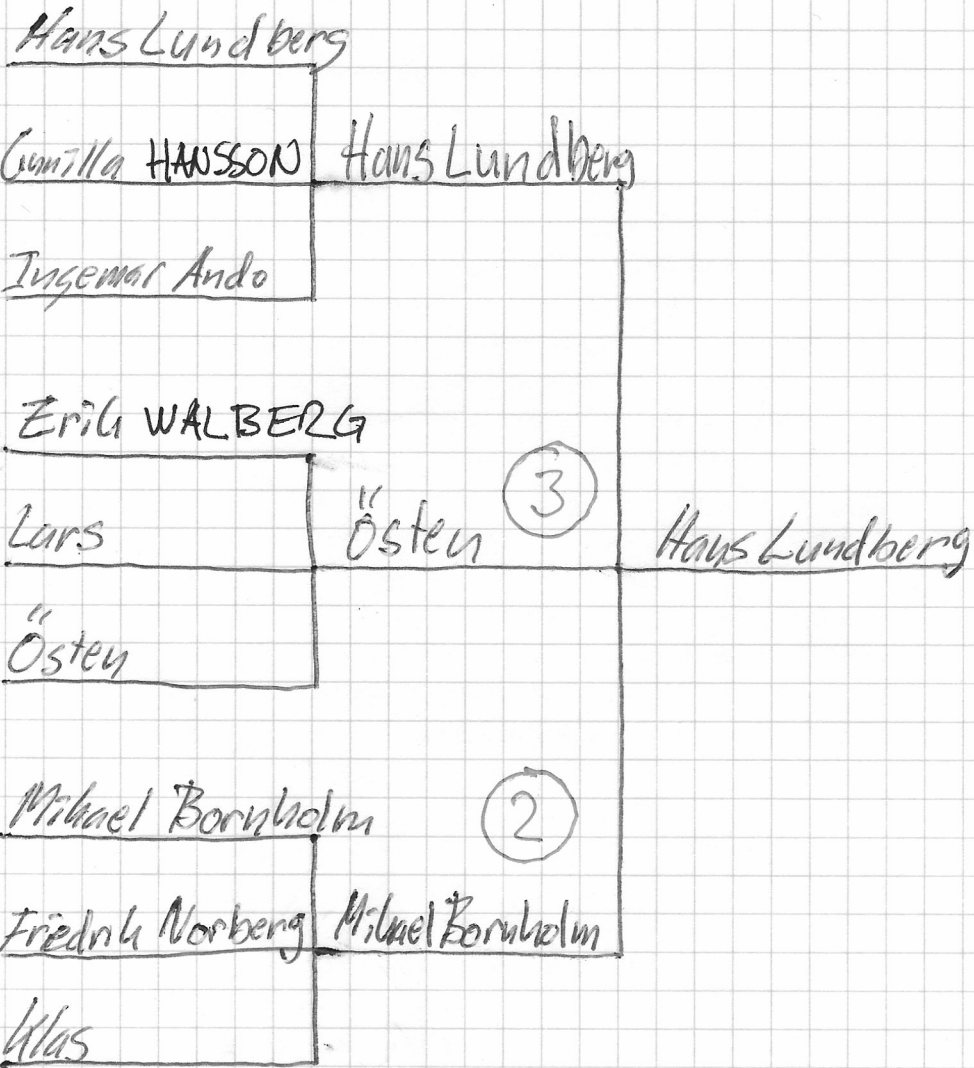 Hans Lundberg
Gunilla HANSSON
Hans Lundberg
Ingemar Ando
Erik WALBERG
3
Lars
Östen
Hans Lundberg
Östen
Mikael Bornholm
2
Fredrik Norberg
Mikael Bornholm
Klas